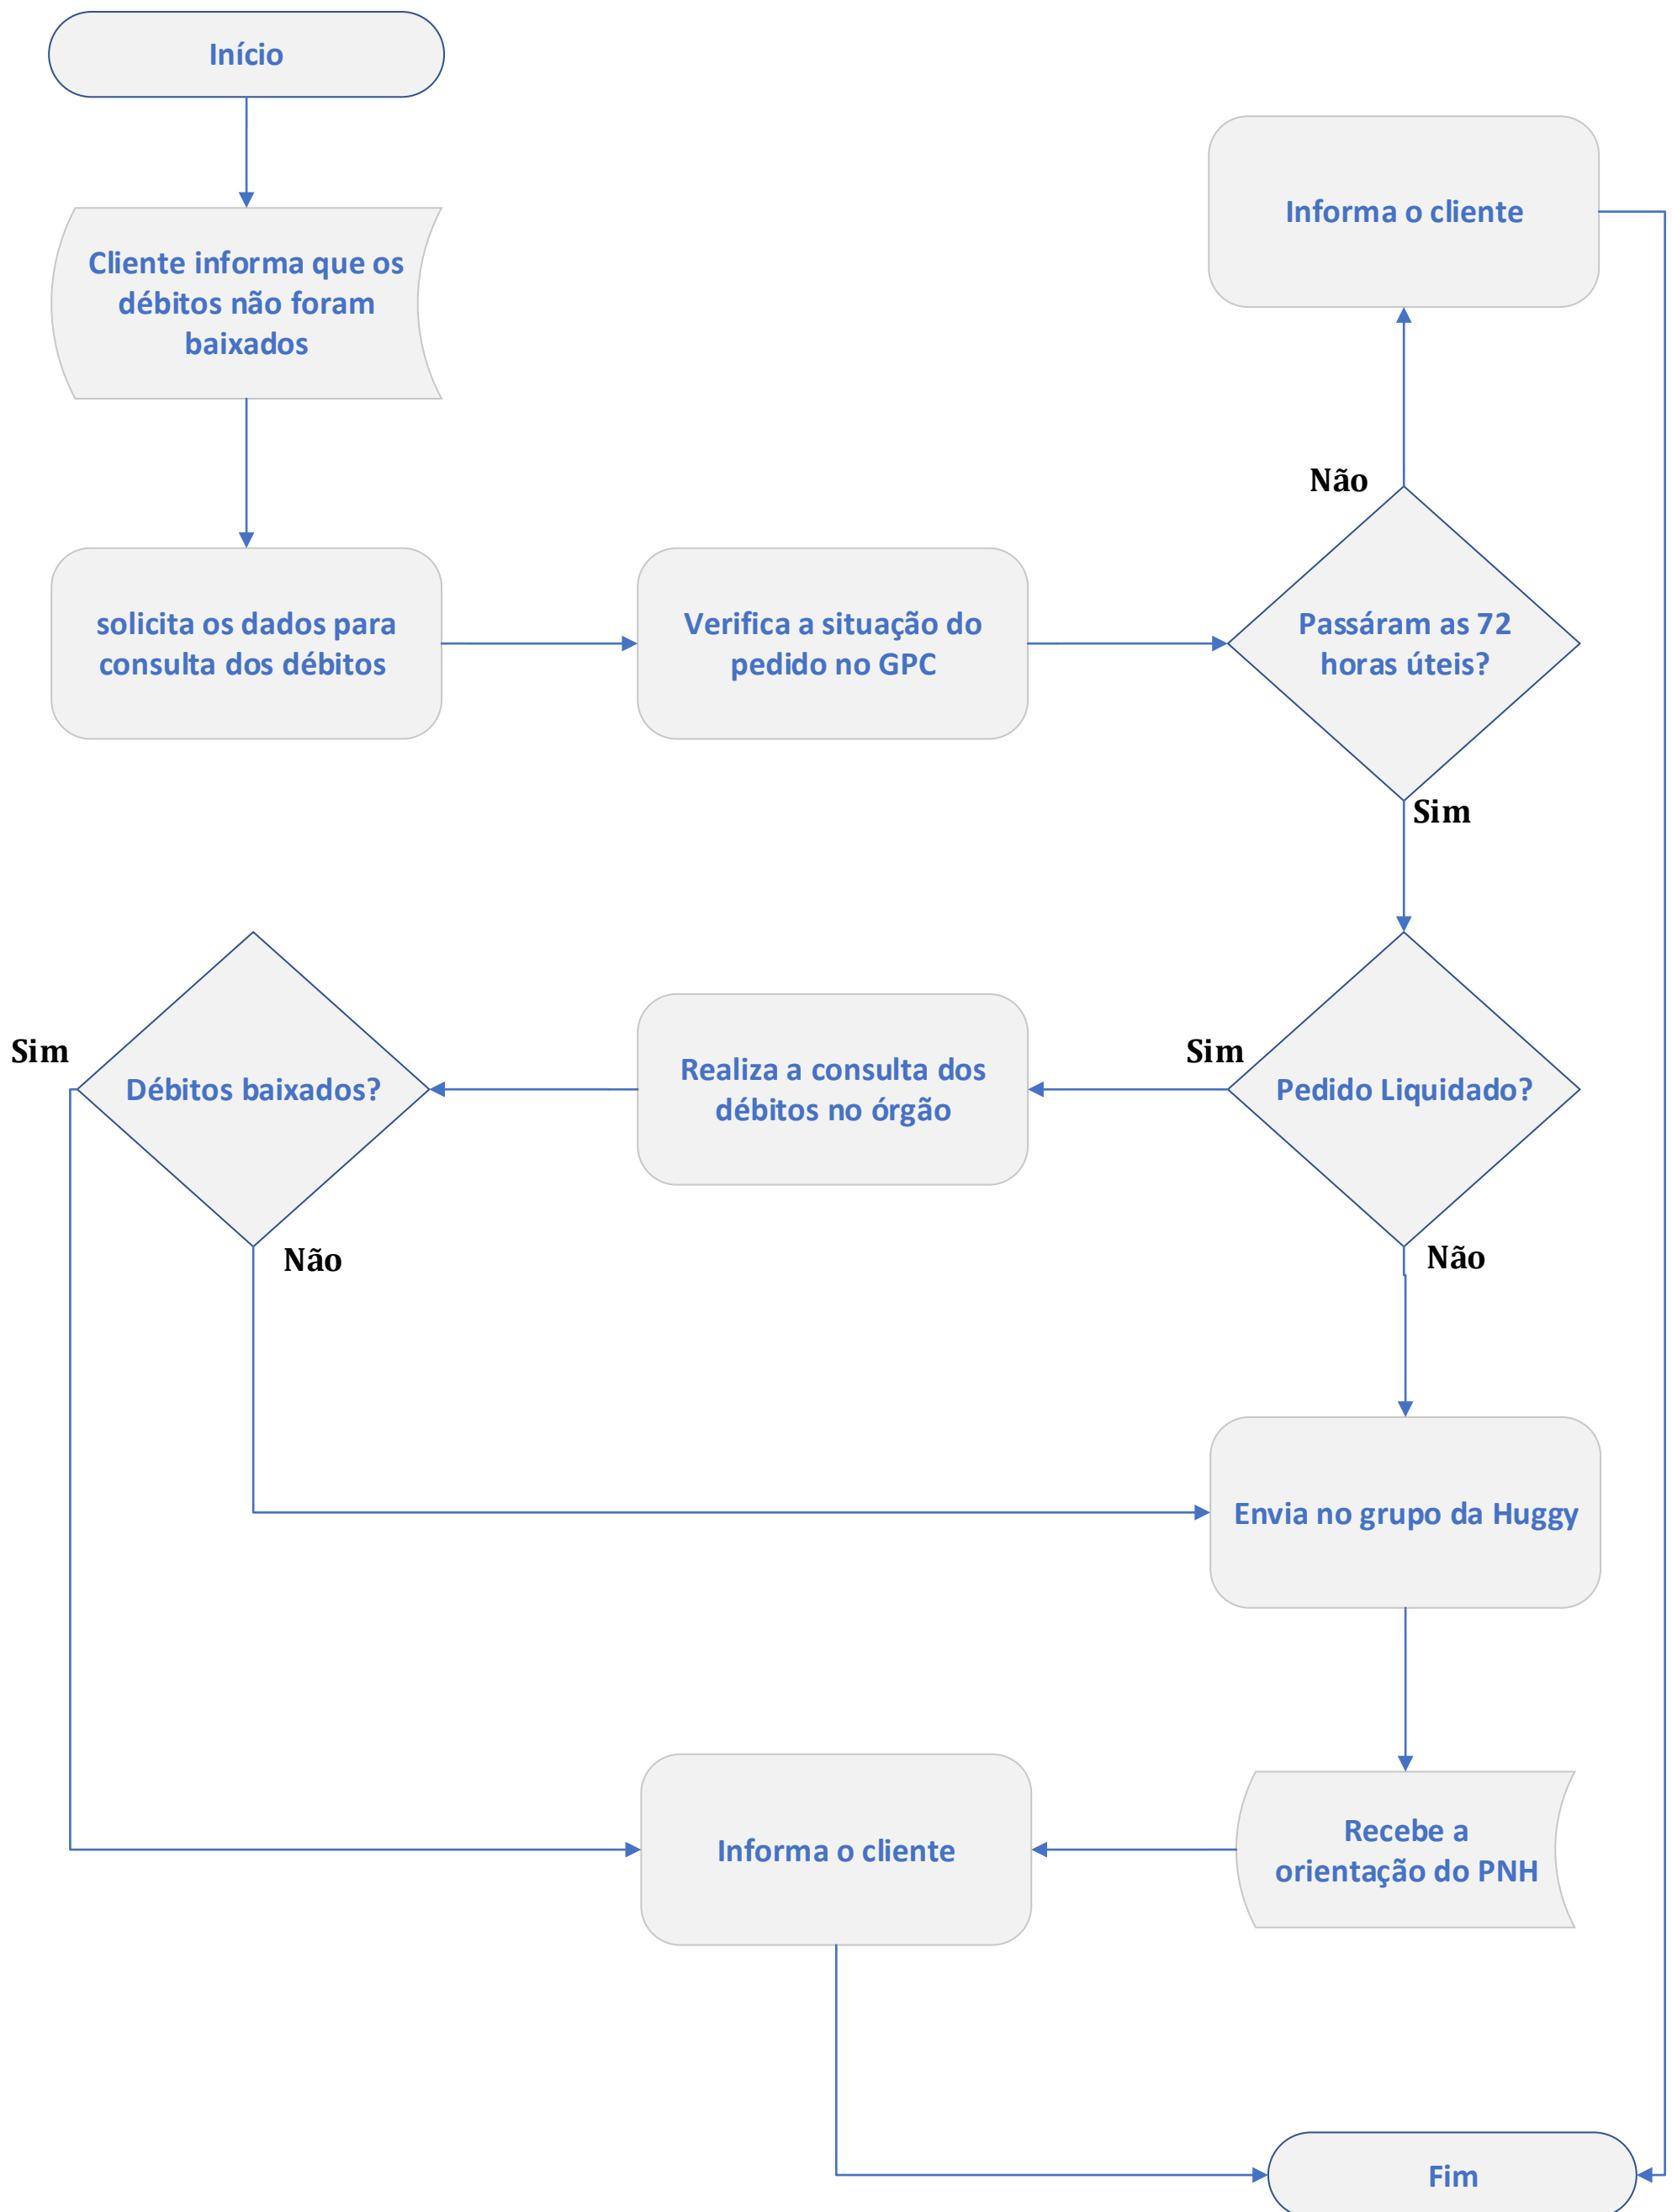 Início
Informa o cliente
Cliente informa que os
débitos não foram
baixados
Não
solicita os dados para
consulta dos débitos
Verifica a situação do
pedido no GPC
Passáram as 72
horas úteis?
Sim
Sim
Débitos baixados?
Realiza a consulta dos
débitos no órgão
Sim
Pedido Liquidado?
Não
Não
Envia no grupo da Huggy
Informa o cliente
Recebe a
orientação do PNH
Fim